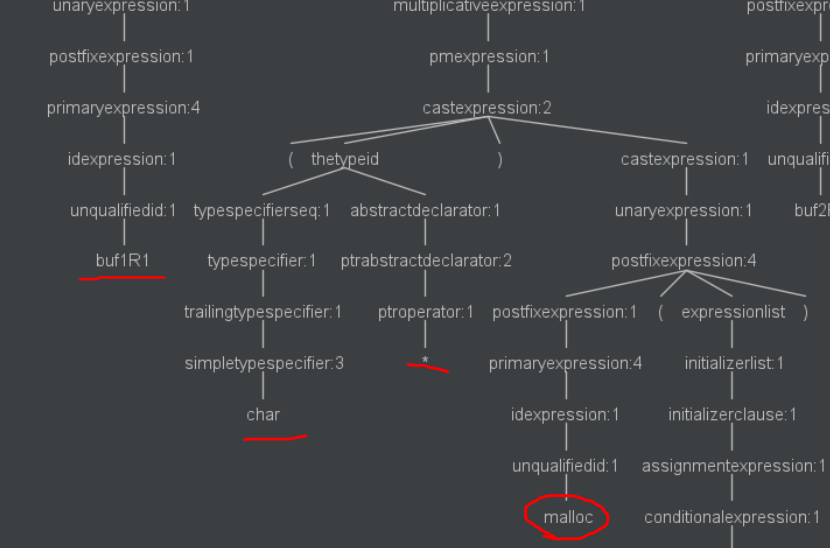 unaryexpression:1 multiplicativeexpression:1 postfixexpr
postfixexpression:1 pmexpression:1 primaryexp
primaryexpression:4 castexpression:2 idexpres
idexpression:1 ( thetypeid ) castexpression:1 unqualifi
unqualifiedid:1 typespecifierseq:1 abstractdeclarator:1 unaryexpression:1 buf2R
buf1R1 typespecifier:1 ptrabstractdeclarator:2 postfixexpression:4
trailingtypespecifier:1 ptroperator:1 postfixexpression:1 ( expressionlist )
simpletypespecifier:3 * primaryexpression:4 initializerlist:1
char idexpression:1 initializerclause:1
unqualifiedid:1 assignmentexpression:1
malloc conditionalexpression:1